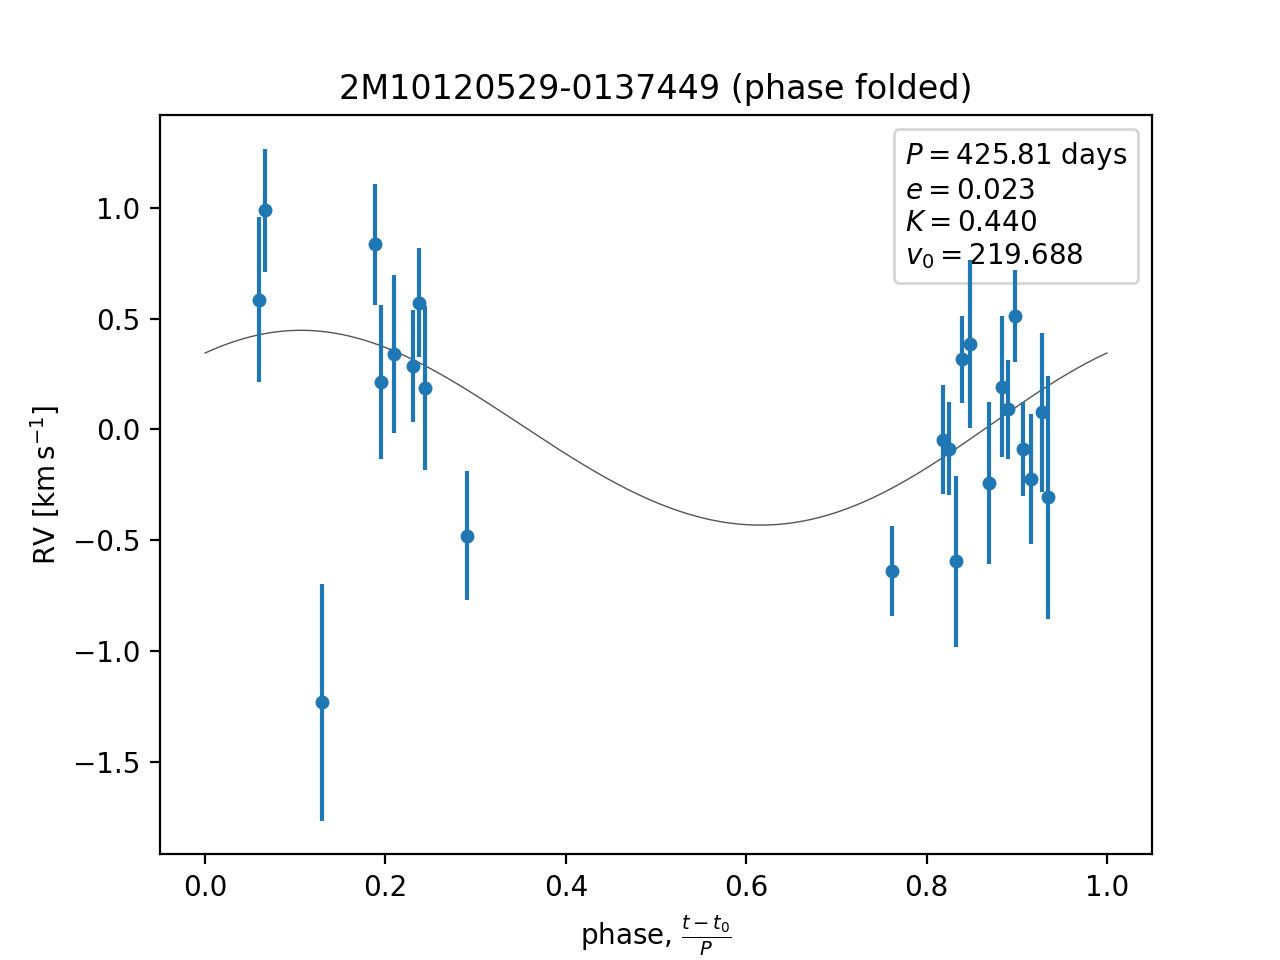 2M10120529-0137449 (phase folded)
P = 425.81 days
e = 0.023
K = 0.440
v₀ = 219.688
1.0
0.5
0.0
−0.5
−1.0
−1.5
RV [km s⁻¹]
0.0 0.2 0.4 0.6 0.8 1.0
phase, (t − t₀)/P